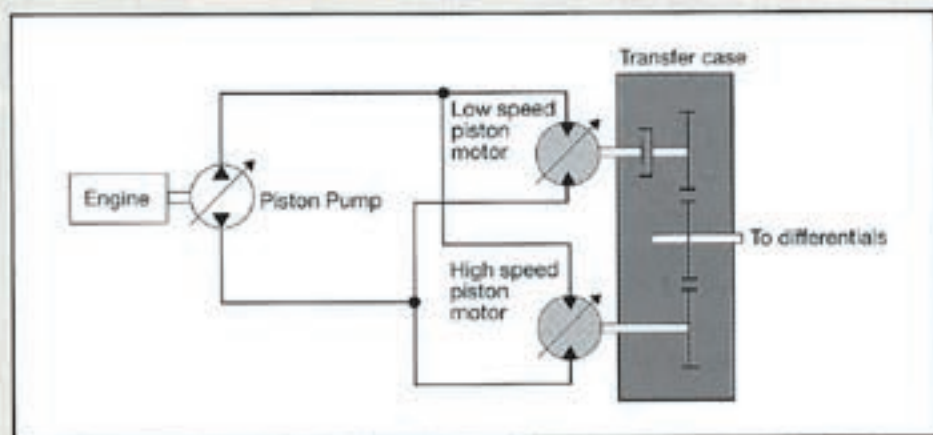 Transfer case
Low speed
piston
motor
Engine
Piston Pump
To differentials
High speed
piston
motor